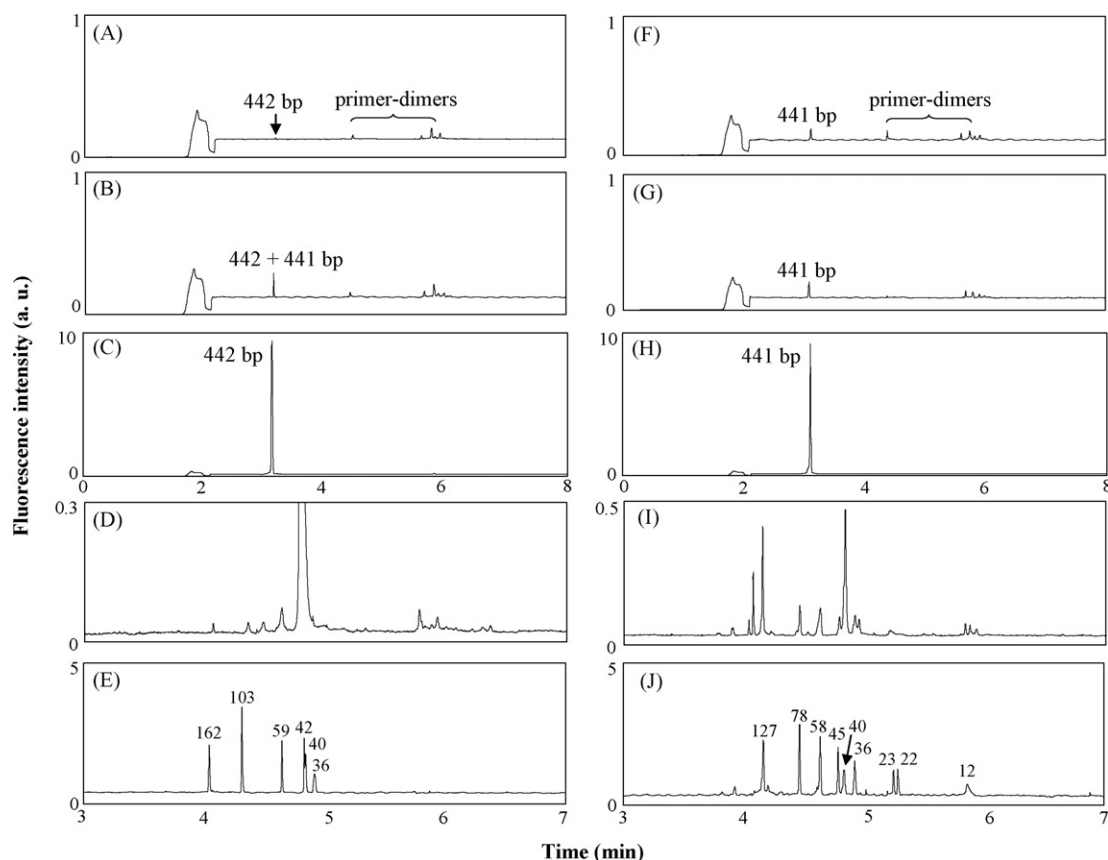 Fluorescence intensity (a. u.)
1
(A)
442 bp
primer-dimers
0
1
(B)
442 + 441 bp
0
10
(C)
442 bp
0
0 2 4 6 8
0.3
(D)
0
5
(E)
162 103 59 42 40 36
0
3 4 5 6 7
1
(F)
441 bp
primer-dimers
0
1
(G)
441 bp
0
10
(H)
441 bp
0
0 2 4 6 8
0.5
(I)
0
5
(J)
127 78 58 45 40 36 23 22 12
0
3 4 5 6 7
Time (min)